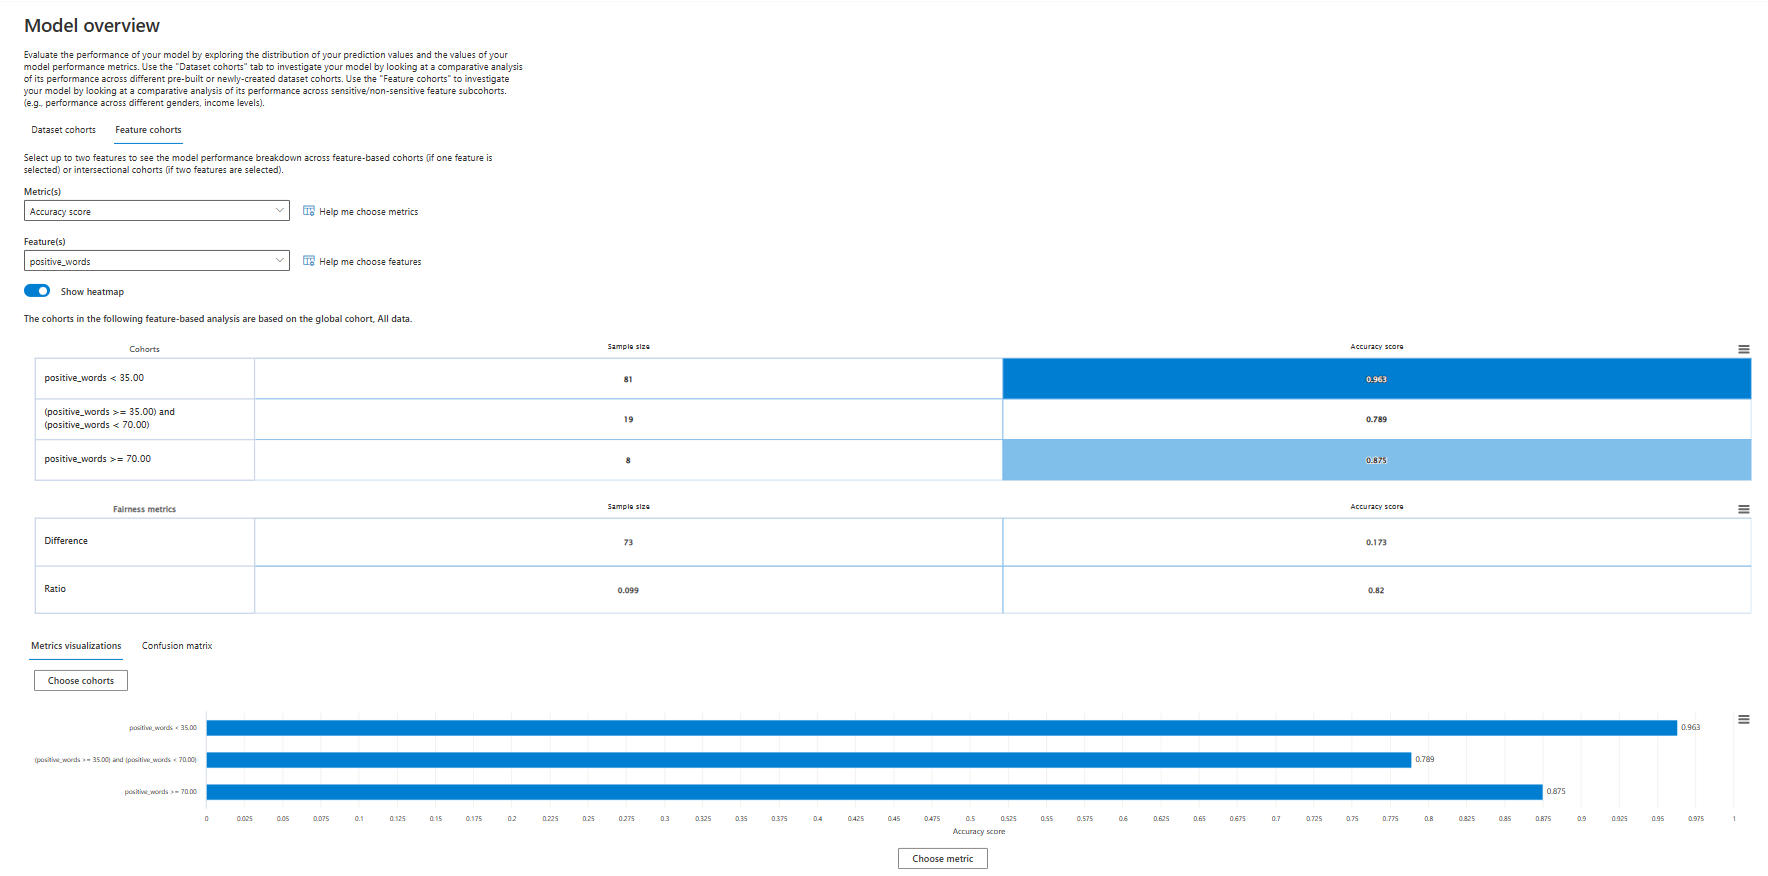 Model overview
Evaluate the performance of your model by exploring the distribution of your prediction values and the values of your
model performance metrics. Use the "Dataset cohorts" tab to investigate your model by looking at a comparative analysis
of its performance across different pre-built or newly-created dataset cohorts. Use the "Feature cohorts" to investigate
your model by looking at a comparative analysis of its performance across sensitive/non-sensitive feature subcohorts.
(e.g., performance across different genders, income levels).
Dataset cohorts Feature cohorts
Select up to two features to see the model performance breakdown across feature-based cohorts (if one feature is
selected) or intersectional cohorts (if two features are selected).
Metric(s)
Accuracy score Help me choose metrics
Feature(s)
positive_words Help me choose features
Show heatmap
The cohorts in the following feature-based analysis are based on the global cohort, All data.
Cohorts Sample size Accuracy score
positive_words < 35.00 81 0.963
(positive_words >= 35.00) and
(positive_words < 70.00) 19 0.789
positive_words >= 70.00 8 0.875
Fairness metrics Sample size Accuracy score
Difference 73 0.173
Ratio 0.099 0.82
Metrics visualizations Confusion matrix
Choose cohorts
positive_words < 35.00 0.963
(positive_words >= 35.00) and (positive_words < 70.00) 0.789
positive_words >= 70.00 0.875
0 0.025 0.05 0.075 0.1 0.125 0.15 0.175 0.2 0.225 0.25 0.275 0.3 0.325 0.35 0.375 0.4 0.425 0.45 0.475 0.5 0.525 0.55 0.575 0.6 0.625 0.65 0.675 0.7 0.725 0.75 0.775 0.8 0.825 0.85 0.875 0.9 0.925 0.95 0.975 1
Accuracy score
Choose metric